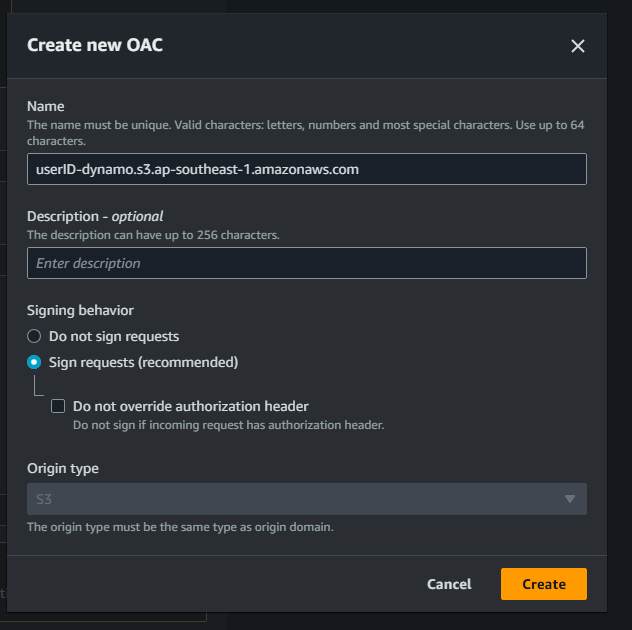 Create new OAC
Name
The name must be unique. Valid characters: letters, numbers and most special characters. Use up to 64
characters.
userID-dynamo.s3.ap-southeast-1.amazonaws.com
Description - optional
The description can have up to 256 characters.
Enter description
Signing behavior
Do not sign requests
Sign requests (recommended)
Do not override authorization header
Do not sign if incoming request has authorization header.
Origin type
S3
The origin type must be the same type as origin domain.
Cancel
Create